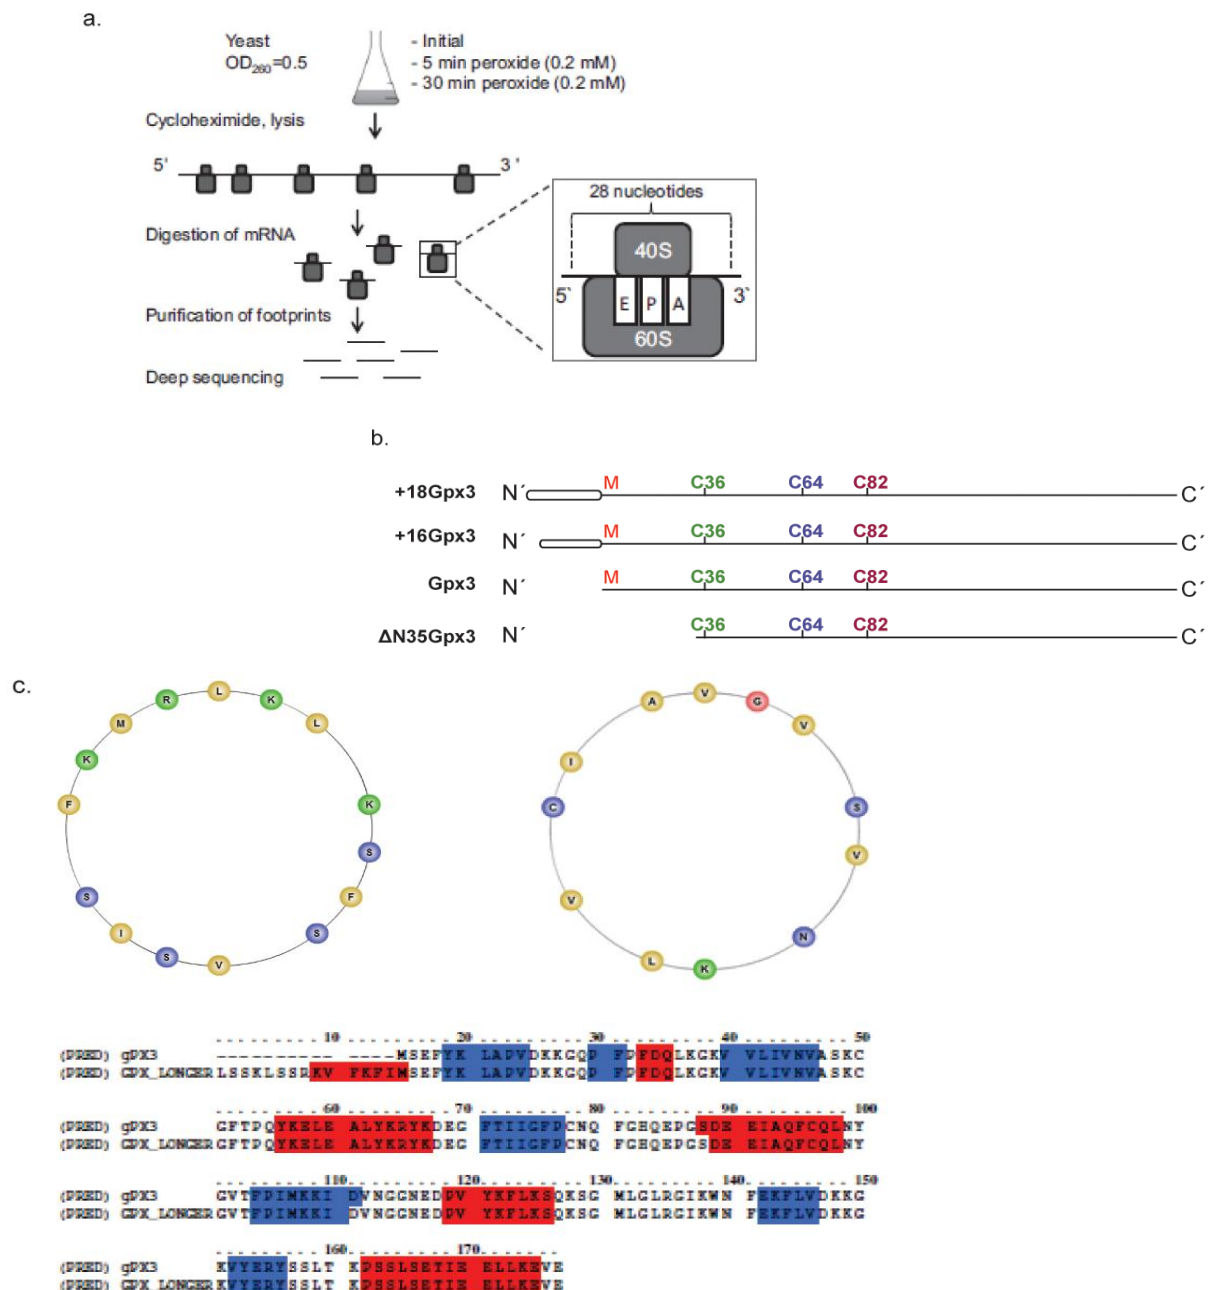 a.
Yeast
OD260=0.5
- Initial
- 5 min peroxide (0.2 mM)
- 30 min peroxide (0.2 mM)
Cycloheximide, lysis
5'
3'
Digestion of mRNA
Purification of footprints
Deep sequencing
28 nucleotides
40S
5`
E P A
3`
60S
b.
+18Gpx3 N´ M C36 C64 C82 C´
+16Gpx3 N´ M C36 C64 C82 C´
Gpx3 N´ M C36 C64 C82 C´
ΔN35Gpx3 N´ C36 C64 C82 C´
c.
R L K L K S F S V S I S F K M
A V G V S V N K L V C I
10 20 30 40 50
(PRED) gPX3 ---------- ----MSEFYK LAPVDKKGQP FPFDQLKGKV VLIVNVASKC
(PRED) GPX_LONGER LSSKLSSRKV FKFIMSEFYK LAPVDKKGQP FPFDQLKGKV VLIVNVASKC
60 70 80 90 100
(PRED) gPX3 GFTPQYKELE ALYKRYKDEG FTIIGFPCNQ FGHQEPGSDE EIAQFCQLNY
(PRED) GPX_LONGER GFTPQYKELE ALYKRYKDEG FTIIGFPCNQ FGHQEPGSDE EIAQFCQLNY
110 120 130 140 150
(PRED) gPX3 GVTFPIMKKI DVNGGNEDPV YKFLKSQKSG MLGLRGIKWN FEKFLVDKKG
(PRED) GPX_LONGER GVTFPIMKKI DVNGGNEDPV YKFLKSQKSG MLGLRGIKWN FEKFLVDKKG
160 170
(PRED) gPX3 KVYERYSSLT KPSSLSETIE ELLKEVE
(PRED) GPX_LONGER KVYERYSSLT KPSSLSETIE ELLKEVE